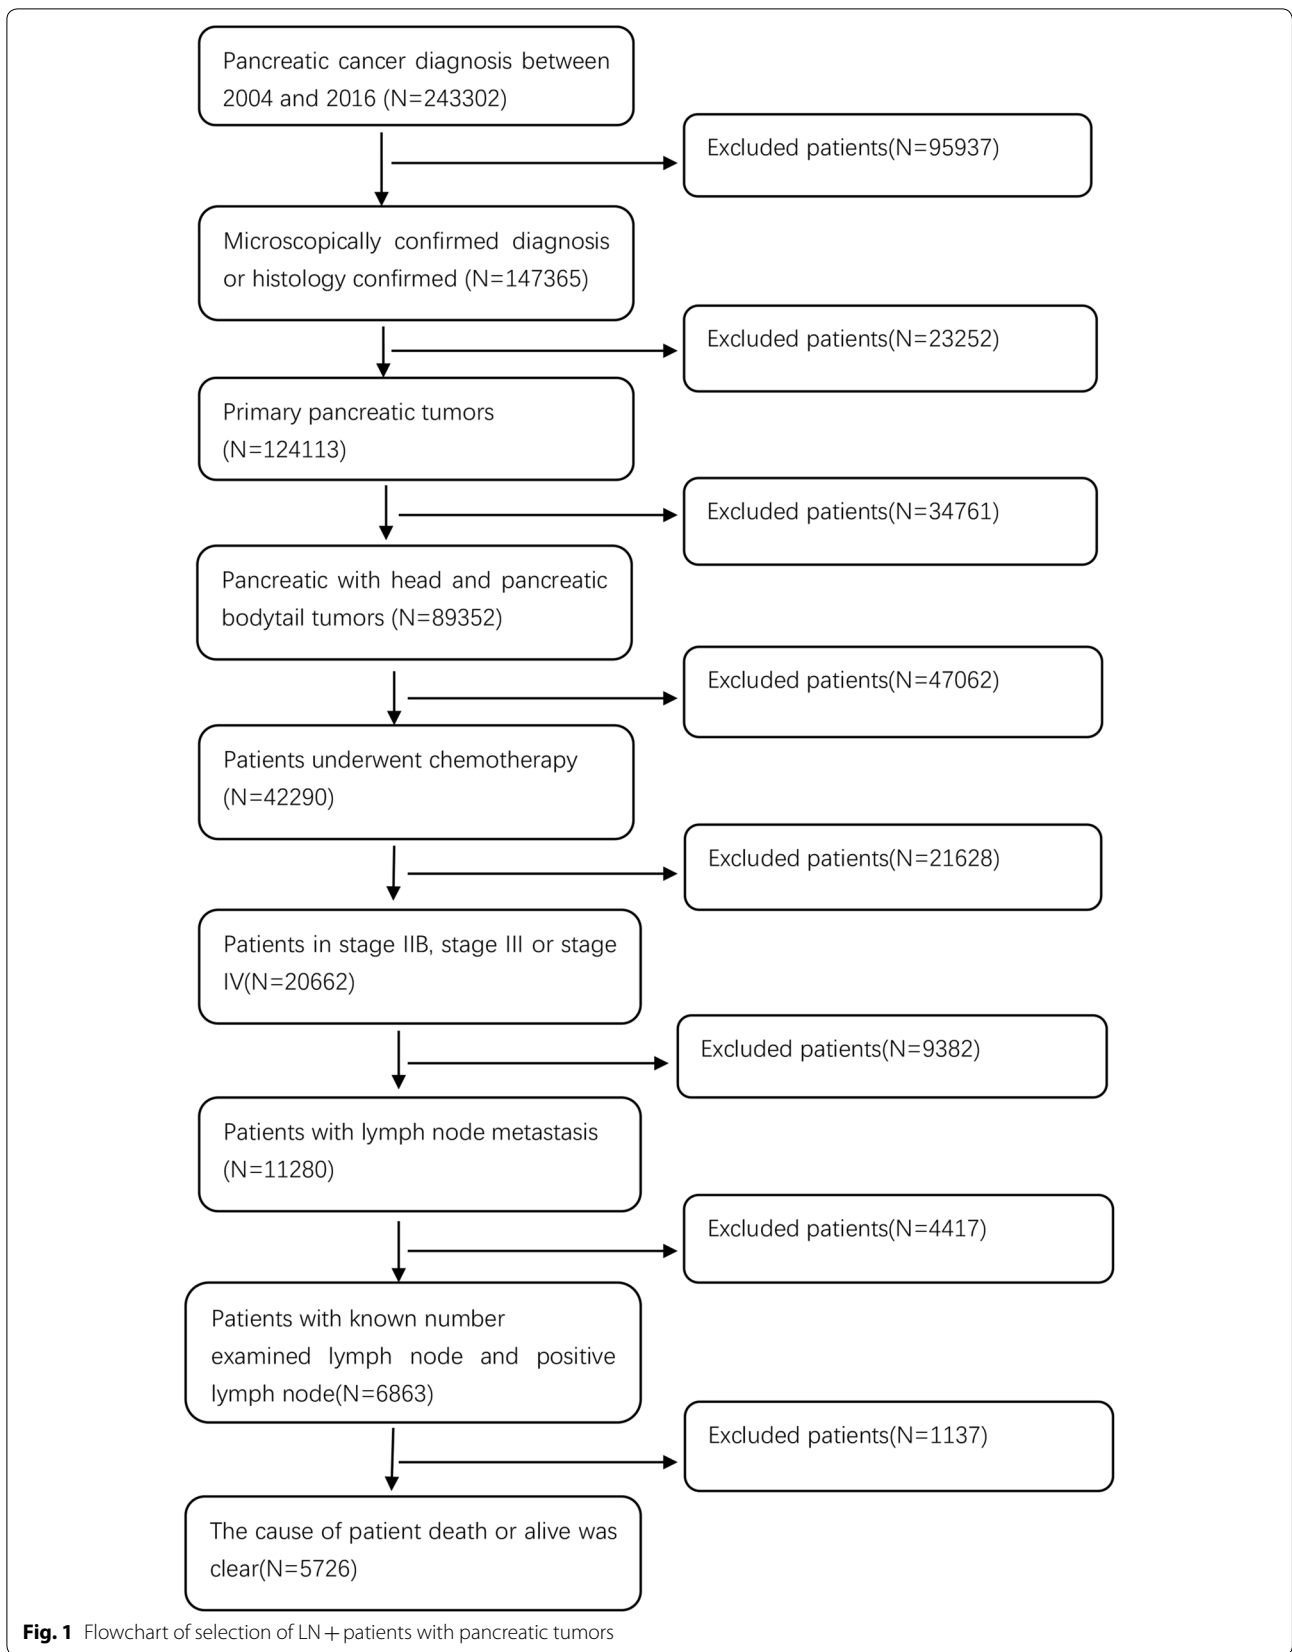 Pancreatic cancer diagnosis between
2004 and 2016 (N=243302)
Excluded patients(N=95937)
Microscopically confirmed diagnosis
or histology confirmed (N=147365)
Excluded patients(N=23252)
Primary pancreatic tumors
(N=124113)
Excluded patients(N=34761)
Pancreatic with head and pancreatic
bodytail tumors (N=89352)
Excluded patients(N=47062)
Patients underwent chemotherapy
(N=42290)
Excluded patients(N=21628)
Patients in stage IIB, stage III or stage
IV(N=20662)
Excluded patients(N=9382)
Patients with lymph node metastasis
(N=11280)
Excluded patients(N=4417)
Patients with known number
examined lymph node and positive
lymph node(N=6863)
Excluded patients(N=1137)
The cause of patient death or alive was
clear(N=5726)
Fig. 1 Flowchart of selection of LN+patients with pancreatic tumors